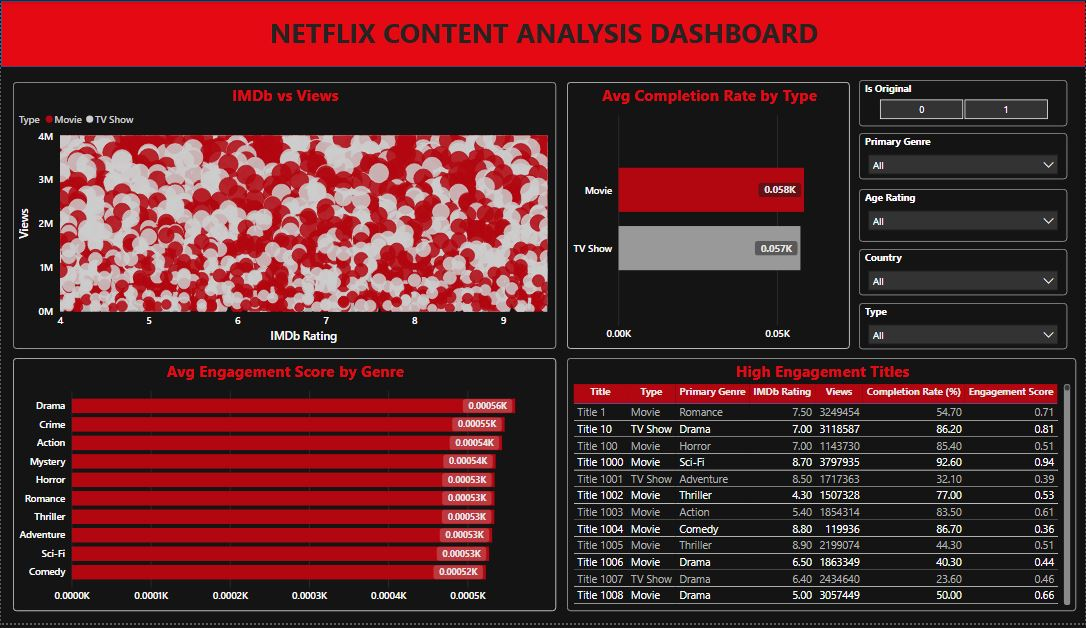 NETFLIX CONTENT ANALYSIS DASHBOARD
IMDb vs Views
Type Movie TV Show
4M
3M
2M
1M
0M
Views
4 5 6 7 8 9
IMDb Rating
Avg Completion Rate by Type
Movie 0.058K
TV Show 0.057K
0.00K 0.05K
Is Original
0 1
Primary Genre
All
Age Rating
All
Country
All
Type
All
Avg Engagement Score by Genre
Drama 0.00056K
Crime 0.00055K
Action 0.00054K
Mystery 0.00054K
Horror 0.00053K
Romance 0.00053K
Thriller 0.00053K
Adventure 0.00053K
Sci-Fi 0.00053K
Comedy 0.00052K
0.0000K 0.0001K 0.0002K 0.0003K 0.0004K 0.0005K
High Engagement Titles
Title Type Primary Genre IMDb Rating Views Completion Rate (%) Engagement Score
Title 1 Movie Romance 7.50 3249454 54.70 0.71
Title 10 TV Show Drama 7.00 3118587 86.20 0.81
Title 100 Movie Horror 7.00 1143730 85.40 0.51
Title 1000 Movie Sci-Fi 8.70 3797935 92.60 0.94
Title 1001 TV Show Adventure 8.50 1717363 32.10 0.39
Title 1002 Movie Thriller 4.30 1507328 77.00 0.53
Title 1003 Movie Action 5.40 1854314 83.50 0.61
Title 1004 Movie Comedy 8.80 119936 86.70 0.36
Title 1005 Movie Thriller 8.90 2199074 44.30 0.51
Title 1006 Movie Drama 6.50 1863349 40.30 0.44
Title 1007 TV Show Drama 6.40 2434640 23.60 0.46
Title 1008 Movie Drama 5.00 3057449 50.00 0.66